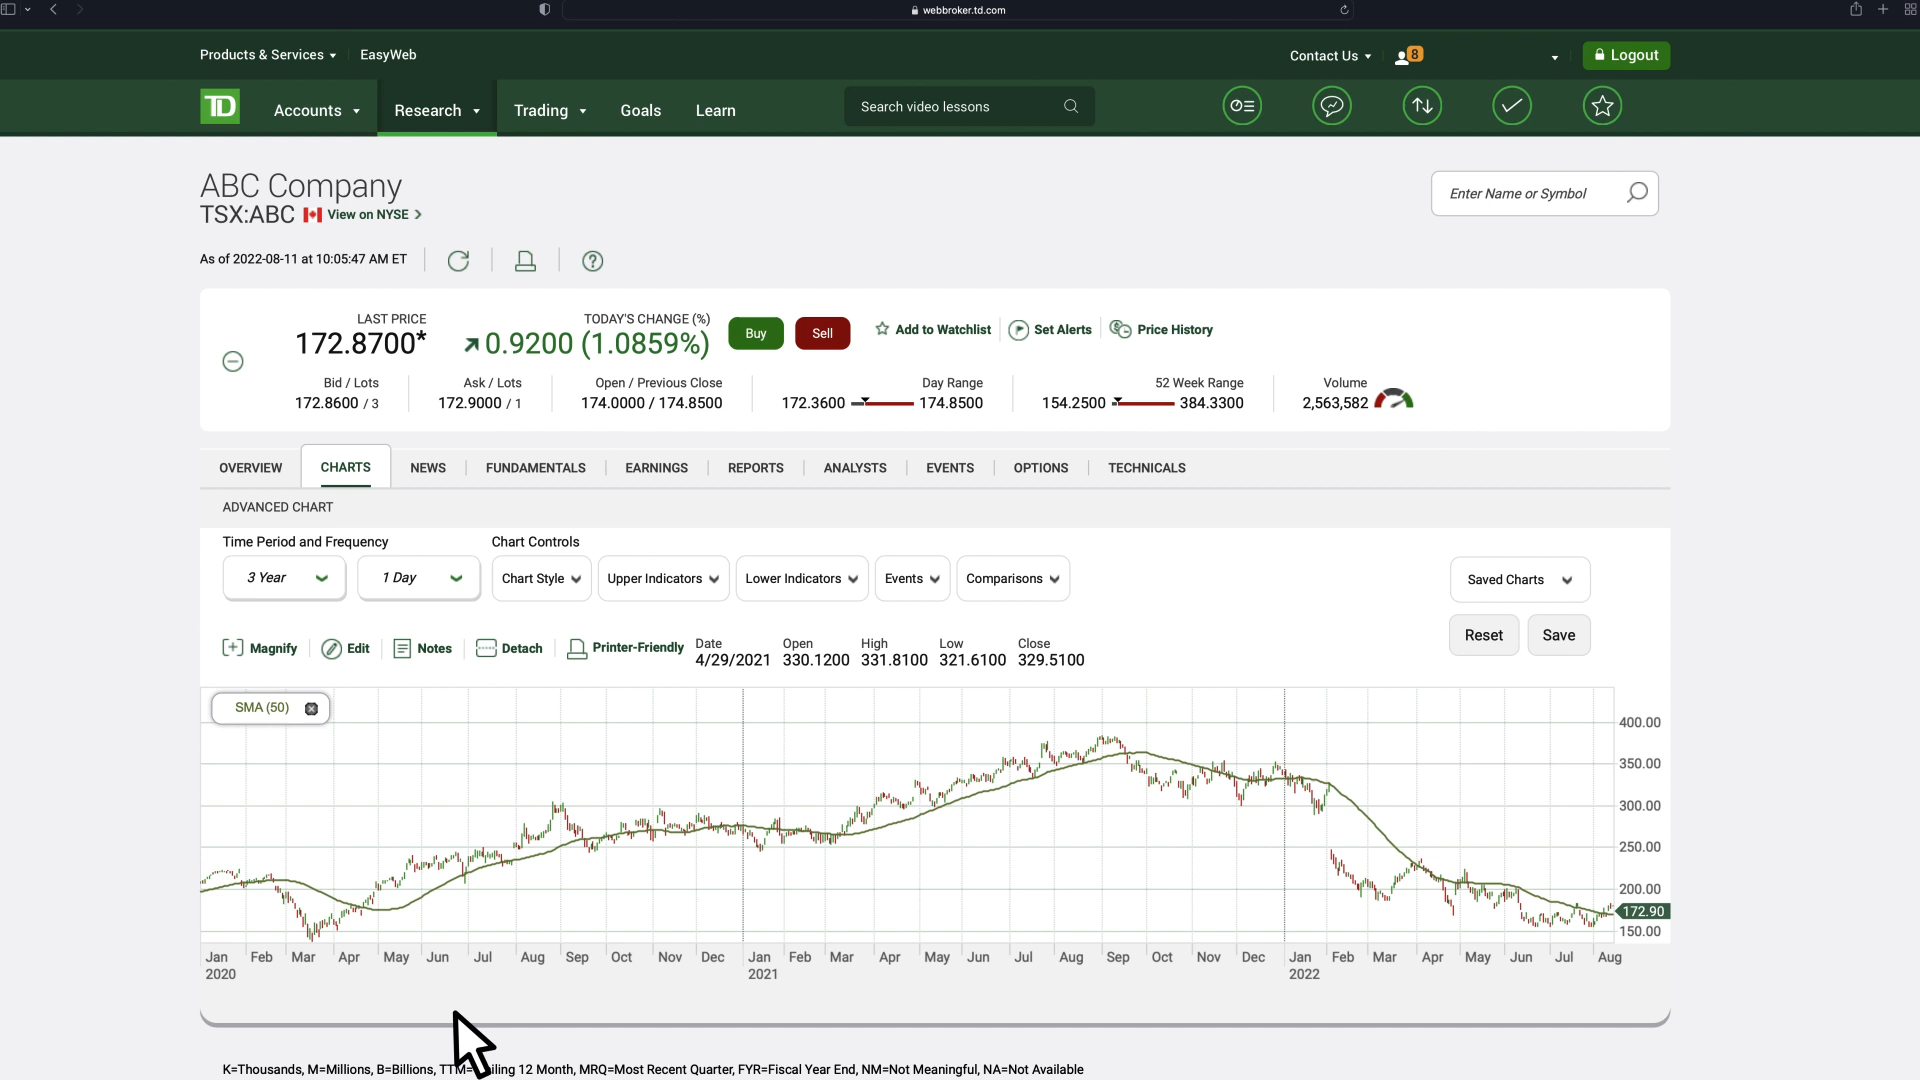 webbroker.td.com
Products & Services EasyWeb
Contact Us 8 Logout
TD Accounts Research Trading Goals Learn Search video lessons
ABC Company
TSX:ABC View on NYSE >
Enter Name or Symbol
As of 2022-08-11 at 10:05:47 AM ET ?
LAST PRICE TODAY'S CHANGE (%)
172.8700* 0.9200 (1.0859%) Buy Sell Add to Watchlist Set Alerts Price History
Bid / Lots Ask / Lots Open / Previous Close Day Range 52 Week Range Volume
172.8600 / 3 172.9000 / 1 174.0000 / 174.8500 172.3600 174.8500 154.2500 384.3300 2,563,582
OVERVIEW CHARTS NEWS FUNDAMENTALS EARNINGS REPORTS ANALYSTS EVENTS OPTIONS TECHNICALS
ADVANCED CHART
Time Period and Frequency Chart Controls
3 Year 1 Day Chart Style Upper Indicators Lower Indicators Events Comparisons Saved Charts
Reset Save
Magnify Edit Notes Detach Printer-Friendly
Date Open High Low Close
4/29/2021 330.1200 331.8100 321.6100 329.5100
SMA (50)
400.00
350.00
300.00
250.00
200.00
172.90
150.00
Jan Feb Mar Apr May Jun Jul Aug Sep Oct Nov Dec Jan Feb Mar Apr May Jun Jul Aug Sep Oct Nov Dec Jan Feb Mar Apr May Jun Jul Aug
2020 2021 2022
K=Thousands, M=Millions, B=Billions, TTM= iling 12 Month, MRQ=Most Recent Quarter, FYR=Fiscal Year End, NM=Not Meaningful, NA=Not Available